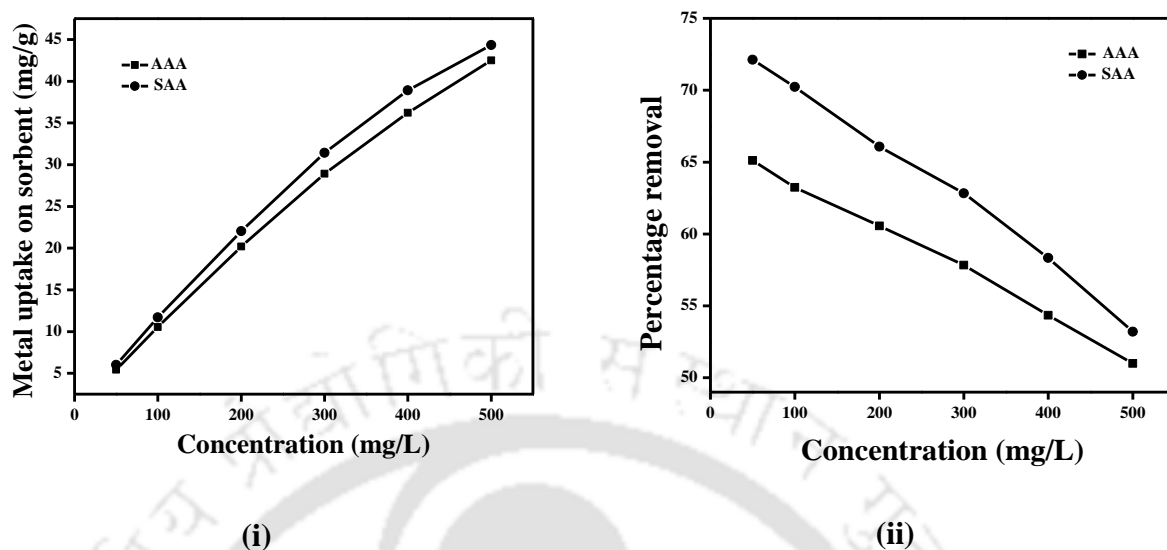 Metal uptake on sorbent (mg/g)
45
40
35
30
25
20
15
10
5
AAA
SAA
0 100 200 300 400 500
Concentration (mg/L)
(i)
Percentage removal
75
70
65
60
55
50
AAA
SAA
0 100 200 300 400 500
Concentration (mg/L)
(ii)